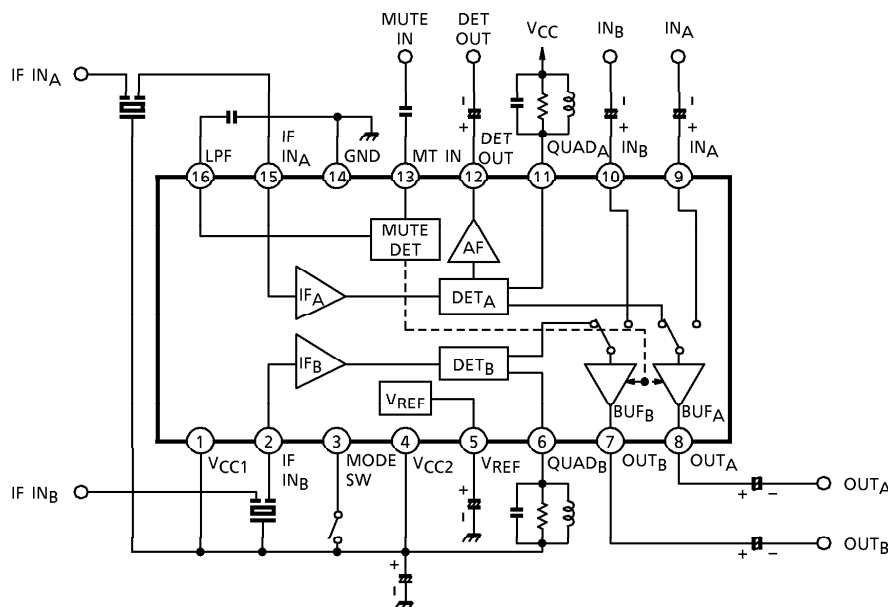 MUTE IN
DET OUT
VCC
INB
INA
IF INA
LPF
IF INA
GND
MT IN
DET OUT
QUADA
INB
INA
16
15
14
13
12
11
10
9
MUTE DET
AF
IFA
DETA
IFB
DETB
VREF
BUFB
BUFA
1
2
3
4
5
6
7
8
VCC1
IF INB
MODE SW
VCC2
VREF
QUADB
OUTB
OUTA
IF INB
OUTA
OUTB